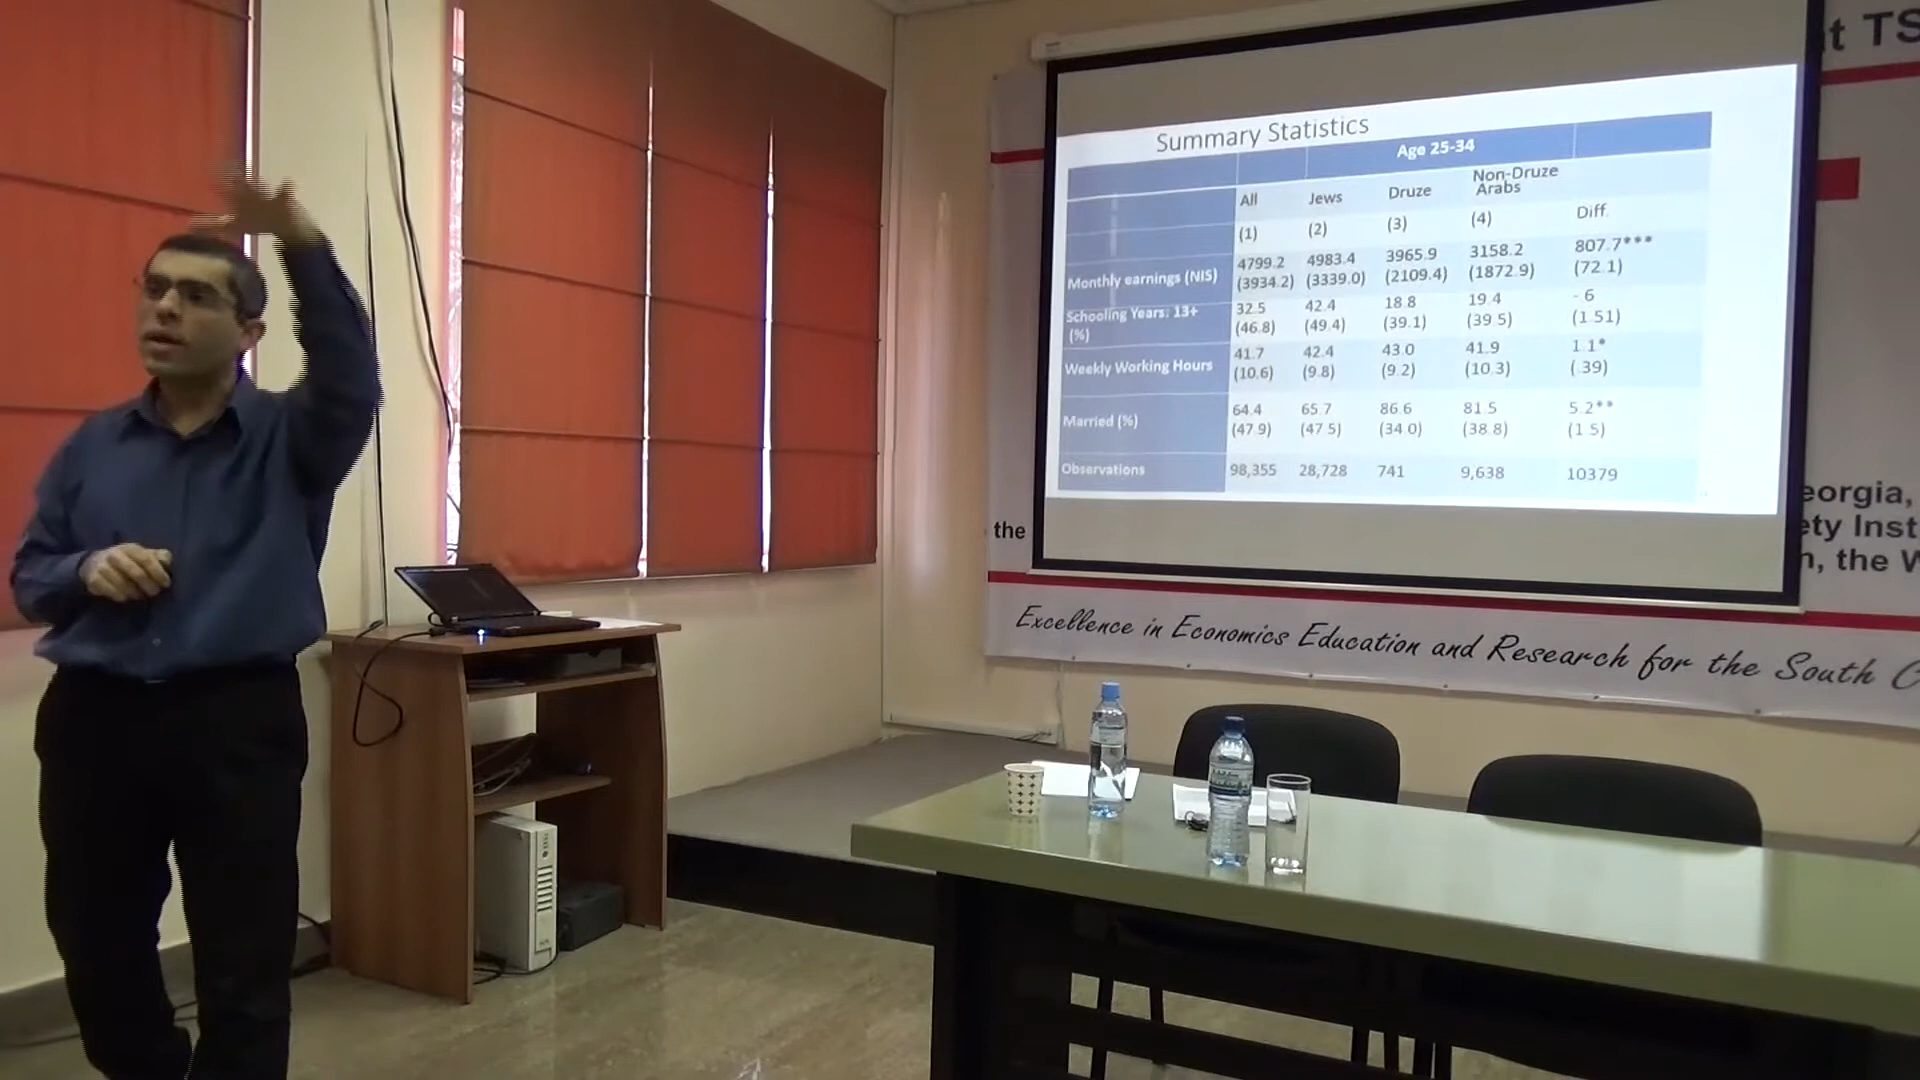 t TS
Summary Statistics
Age 25-34
All Jews Druze Non-Druze Arabs Diff.
(1) (2) (3) (4)
Monthly earnings (NIS) 4799.2 4983.4 3965.9 3158.2 807.7***
(3934.2) (3339.0) (2109.4) (1872.9) (72.1)
Schooling Years: 13+ (%) 32.5 42.4 18.8 19.4 - 6
(46.8) (49.4) (39.1) (39.5) (1 51)
Weekly Working Hours 41.7 42.4 43.0 41.9 1 1*
(10.6) (9.8) (9.2) (10.3) (.39)
Married (%) 64.4 65.7 86.6 81.5 5 2**
(47.9) (47 5) (34.0) (38.8) (1 5)
Observations 98,355 28,728 741 9,638 10379
the
eorgia,
ety Inst
n, the W
Excellence in Economics Education and Research for the South C